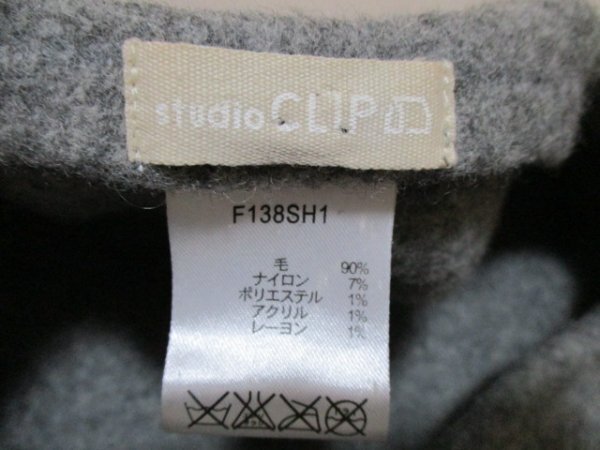 studio CLIP
F138SH1
毛 90%
ナイロン 7%
ポリエステル 1%
アクリル 1%
レーヨン 1%